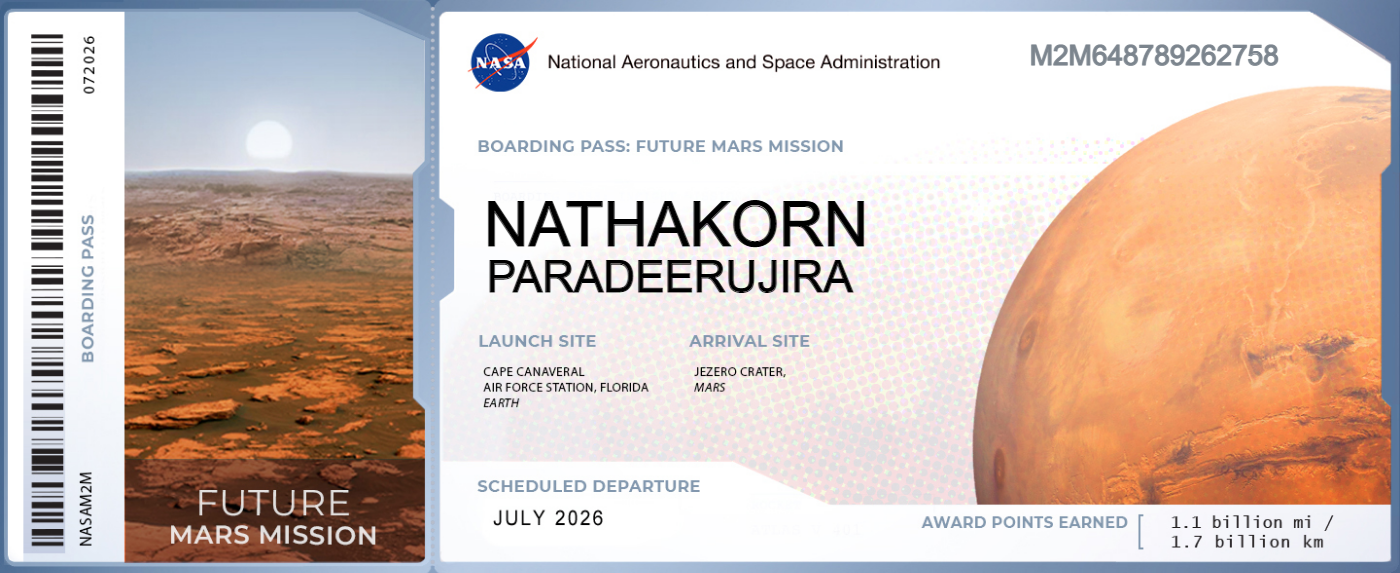 072026
BOARDING PASS
NASAM2M
FUTURE
MARS MISSION
NASA
National Aeronautics and Space Administration
M2M648789262758
BOARDING PASS: FUTURE MARS MISSION
NATHAKORN
PARADEERUJIRA
LAUNCH SITE
CAPE CANAVERAL
AIR FORCE STATION, FLORIDA
EARTH
ARRIVAL SITE
JEZERO CRATER,
MARS
SCHEDULED DEPARTURE
JULY 2026
AWARD POINTS EARNED
1.1 billion mi /
1.7 billion km